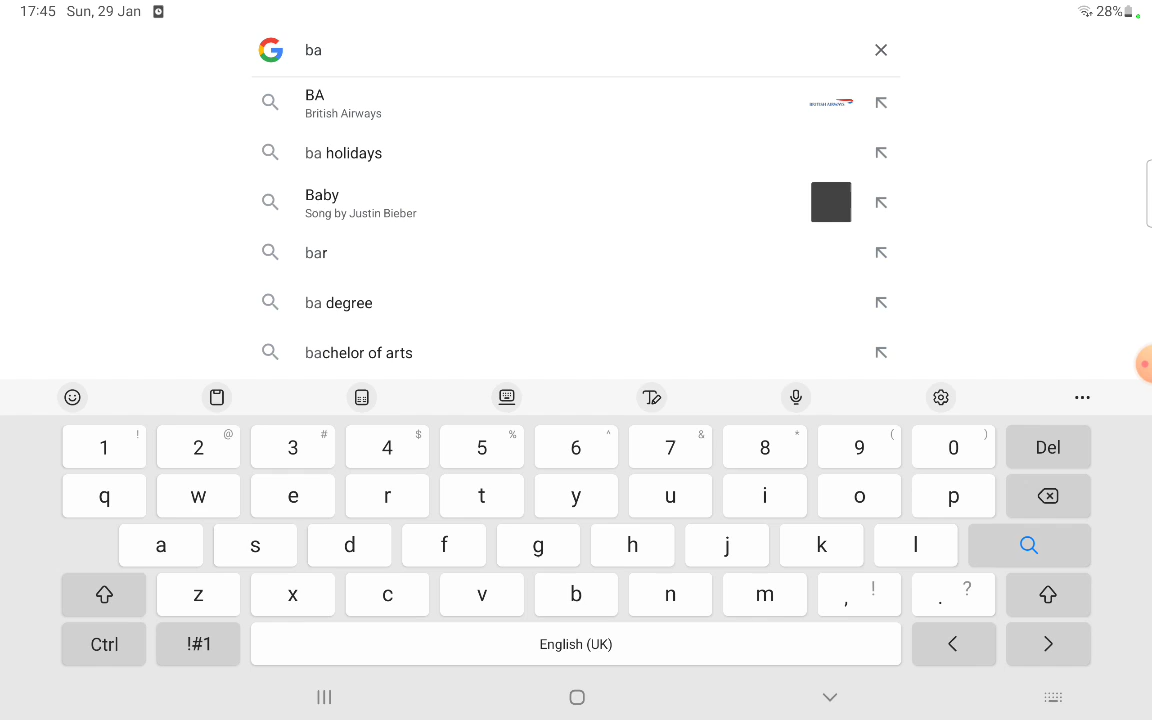 17:45 Sun, 29 Jan
28%
ba
BA
British Airways
BRITISH AIRWAYS
ba holidays
Baby
Song by Justin Bieber
bar
ba degree
bachelor of arts
1 ! 2 @ 3 # 4 $ 5 % 6 ^ 7 & 8 * 9 ( 0 ) Del
q w e r t y u i o p
a s d f g h j k l
z x c v b n m , ! . ?
Ctrl !#1 English (UK) < >